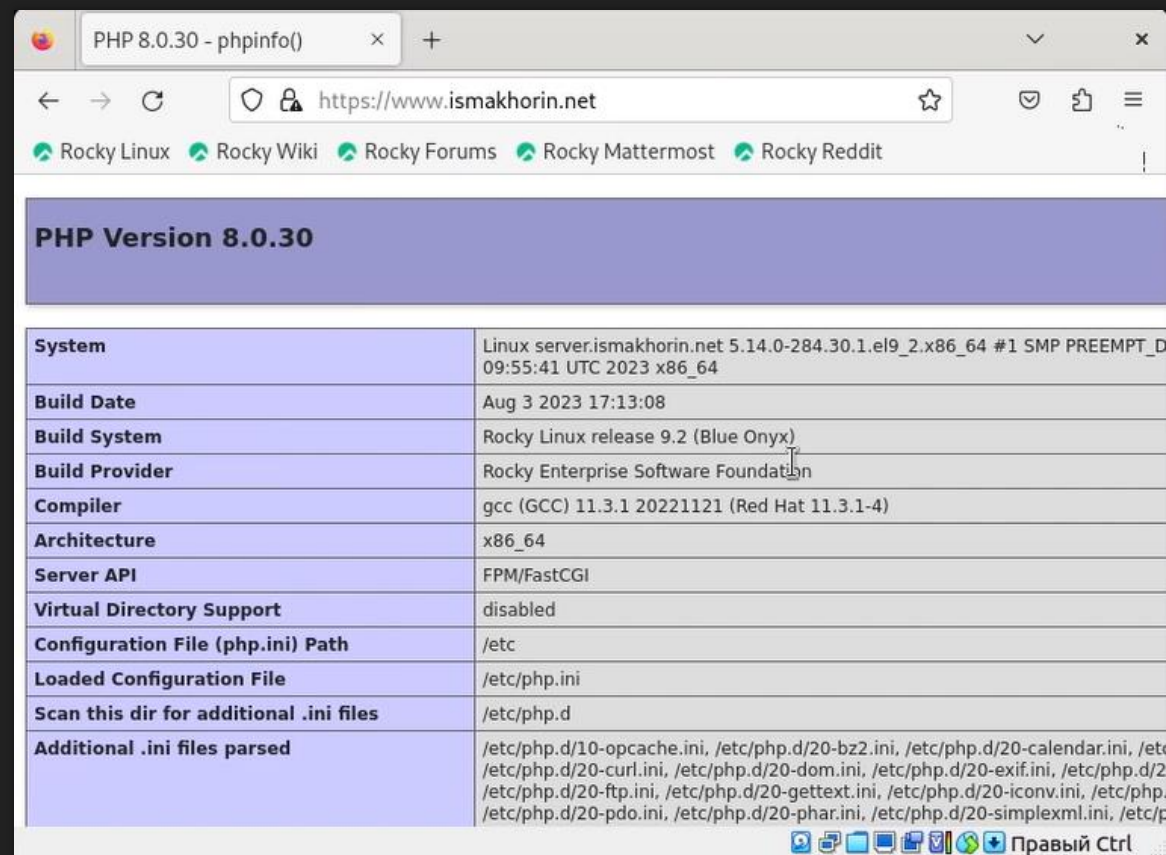 PHP 8.0.30 - phpinfo()
https://www.ismakhorin.net
Rocky Linux Rocky Wiki Rocky Forums Rocky Mattermost Rocky Reddit
PHP Version 8.0.30
System Linux server.ismakhorin.net 5.14.0-284.30.1.el9_2.x86_64 #1 SMP PREEMPT_D
09:55:41 UTC 2023 x86_64
Build Date Aug 3 2023 17:13:08
Build System Rocky Linux release 9.2 (Blue Onyx)
Build Provider Rocky Enterprise Software Foundation
Compiler gcc (GCC) 11.3.1 20221121 (Red Hat 11.3.1-4)
Architecture x86_64
Server API FPM/FastCGI
Virtual Directory Support disabled
Configuration File (php.ini) Path /etc
Loaded Configuration File /etc/php.ini
Scan this dir for additional .ini files /etc/php.d
Additional .ini files parsed /etc/php.d/10-opcache.ini, /etc/php.d/20-bz2.ini, /etc/php.d/20-calendar.ini, /etc
/etc/php.d/20-curl.ini, /etc/php.d/20-dom.ini, /etc/php.d/20-exif.ini, /etc/php.d/2
/etc/php.d/20-ftp.ini, /etc/php.d/20-gettext.ini, /etc/php.d/20-iconv.ini, /etc/php.
/etc/php.d/20-pdo.ini, /etc/php.d/20-phar.ini, /etc/php.d/20-simplexml.ini, /etc/p
Правый Ctrl